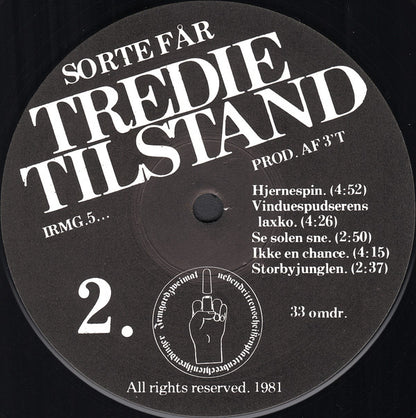 SORTE FÅR
TREDIE
TILSTAND
PROD. AF 3'T
IRMG.5...
Hjernespin. (4:52)
Vinduespudserens
laxko. (4:26)
Se solen sne. (2:50)
Ikke en chance. (4:15)
Storbyjunglen. (2:37)
2.
33 omdr.
Irmgardzweimal
All rights reserved. 1981